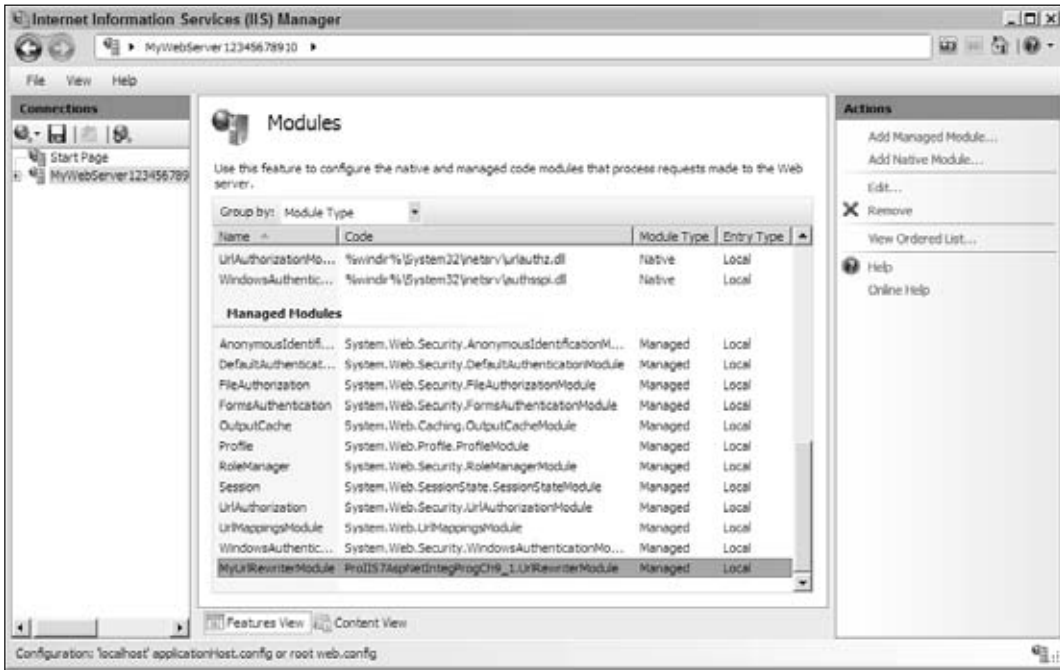 Internet Information Services (IIS) Manager
MyWebServer12345678910
File View Help
Connections
Start Page
MyWebServer123456789
Modules
Use this feature to configure the native and managed code modules that process requests made to the Web
server.
Group by: Module Type
Name Code Module Type Entry Type
UrlAuthorizationMo... %windir%\System32\inetsrv\urlauthz.dll Native Local
WindowsAuthentic... %windir%\System32\inetsrv\authsspi.dll Native Local
Managed Modules
AnonymousIdentifi... System.Web.Security.AnonymousIdentificationM... Managed Local
DefaultAuthenticat... System.Web.Security.DefaultAuthenticationModule Managed Local
FileAuthorization System.Web.Security.FileAuthorizationModule Managed Local
FormsAuthentication System.Web.Security.FormsAuthenticationModule Managed Local
OutputCache System.Web.Caching.OutputCacheModule Managed Local
Profile System.Web.Profile.ProfileModule Managed Local
RoleManager System.Web.Security.RoleManagerModule Managed Local
Session System.Web.SessionState.SessionStateModule Managed Local
UrlAuthorization System.Web.Security.UrlAuthorizationModule Managed Local
UrlMappingsModule System.Web.UrlMappingsModule Managed Local
WindowsAuthentic... System.Web.Security.WindowsAuthenticationMo... Managed Local
MyUrlRewriterModule ProIIS7AspNetIntegProgCh9_1.UrlRewriterModule Managed Local
Features View Content View
Actions
Add Managed Module...
Add Native Module...
Edit...
Remove
View Ordered List...
Help
Online Help
Configuration: 'localhost' applicationHost.config or root web.config